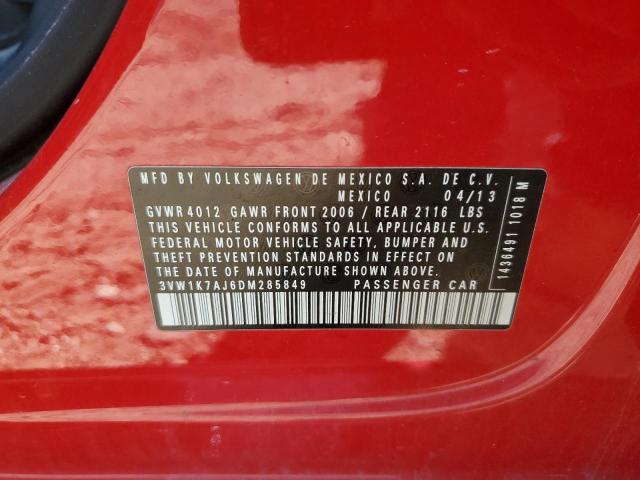 MFD BY VOLKSWAGEN DE MEXICO S.A. DE C.V.
MEXICO 04/13
GVWR 4012 GAWR FRONT 2006 / REAR 2116 LBS
THIS VEHICLE CONFORMS TO ALL APPLICABLE U.S.
FEDERAL MOTOR VEHICLE SAFETY, BUMPER AND
THEFT PREVENTION STANDARDS IN EFFECT ON
THE DATE OF MANUFACTURE SHOWN ABOVE.
3VW1K7AJ6DM285849 PASSENGER CAR
1436491 1018 M